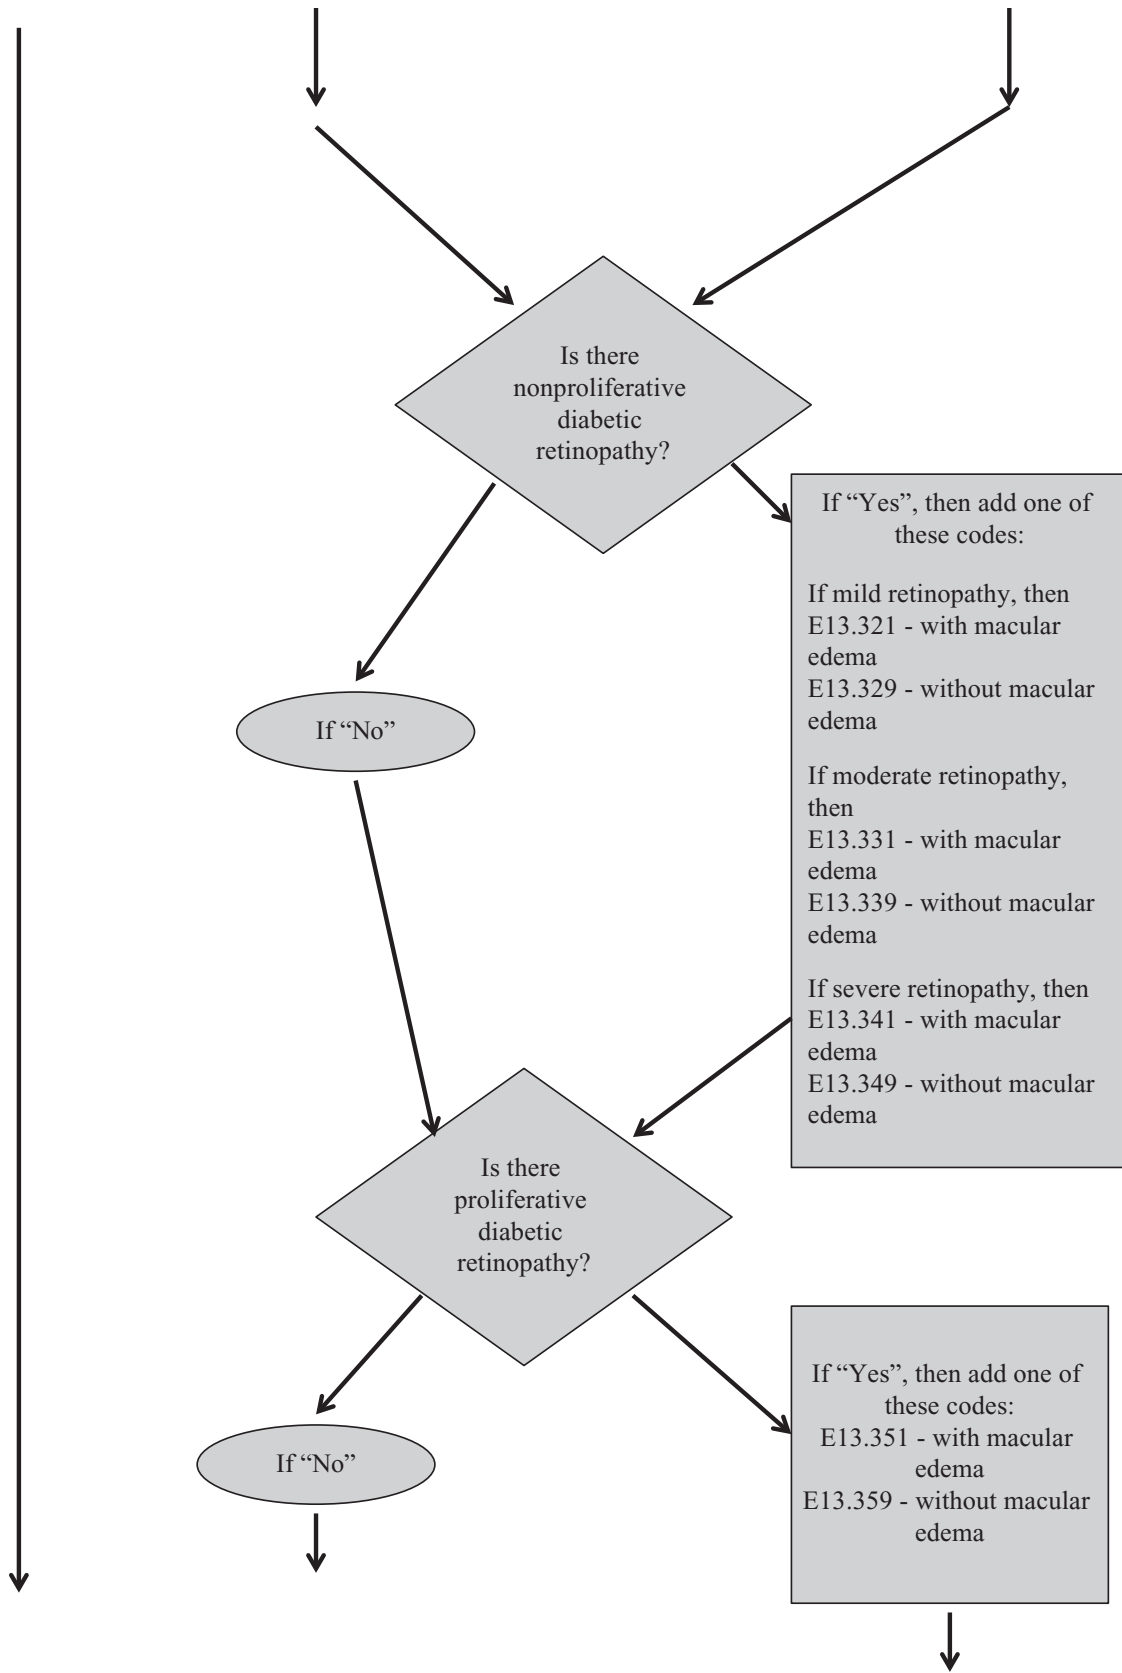 Is there
nonproliferative
diabetic
retinopathy?
If “Yes”, then add one of
these codes:
If mild retinopathy, then
E13.321 - with macular
edema
E13.329 - without macular
edema
If “No”
If moderate retinopathy,
then
E13.331 - with macular
edema
E13.339 - without macular
edema
If severe retinopathy, then
E13.341 - with macular
edema
E13.349 - without macular
edema
Is there
proliferative
diabetic
retinopathy?
If “No”
If “Yes”, then add one of
these codes:
E13.351 - with macular
edema
E13.359 - without macular
edema